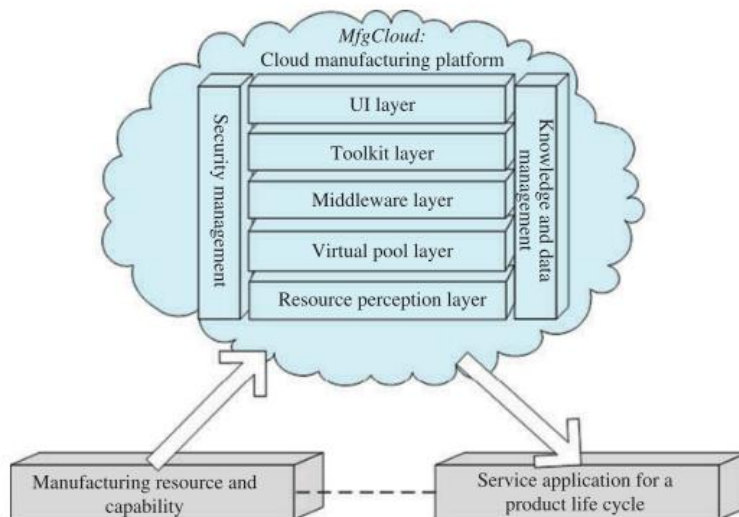 MfgCloud:
Cloud manufacturing platform
Security management
UI layer
Toolkit layer
Middleware layer
Virtual pool layer
Resource perception layer
Knowledge and data
management
Manufacturing resource and
capability
Service application for a
product life cycle